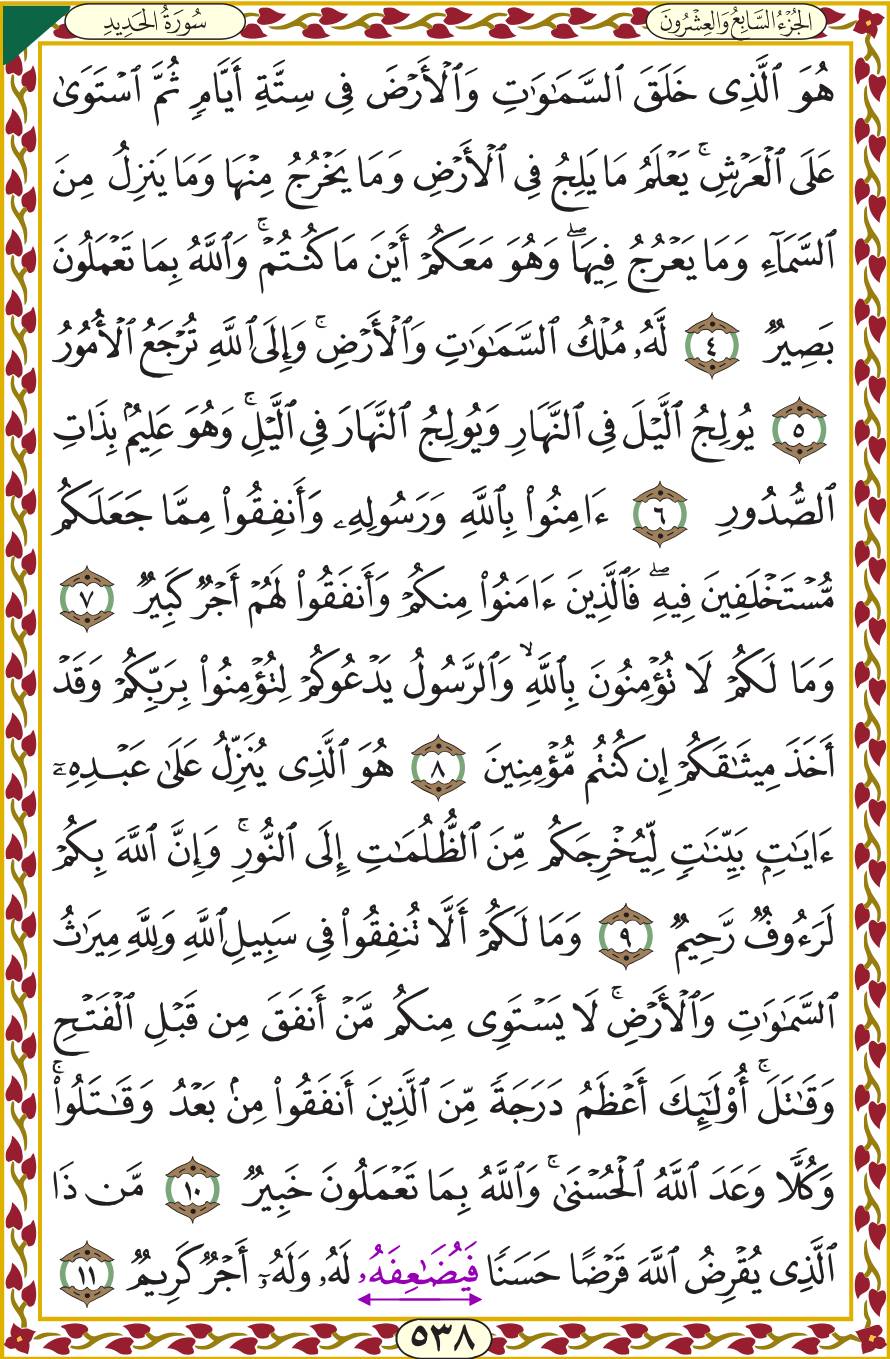 الجُزْءُ السَّابِعُ وَالعِشْرُونَ
سُورَةُ الحَدِيدِ
هُوَ ٱلَّذِى خَلَقَ ٱلسَّمَٰوَٰتِ وَٱلْأَرْضَ فِى سِتَّةِ أَيَّامٍ ثُمَّ ٱسْتَوَىٰ
عَلَى ٱلْعَرْشِ ۚ يَعْلَمُ مَا يَلِجُ فِى ٱلْأَرْضِ وَمَا يَخْرُجُ مِنْهَا وَمَا يَنزِلُ مِنَ
ٱلسَّمَآءِ وَمَا يَعْرُجُ فِيهَا ۖ وَهُوَ مَعَكُمْ أَيْنَ مَا كُنتُمْ ۚ وَٱللَّهُ بِمَا تَعْمَلُونَ
بَصِيرٌ ٤ لَّهُۥ مُلْكُ ٱلسَّمَٰوَٰتِ وَٱلْأَرْضِ ۚ وَإِلَى ٱللَّهِ تُرْجَعُ ٱلْأُمُورُ
٥ يُولِجُ ٱلَّيْلَ فِى ٱلنَّهَارِ وَيُولِجُ ٱلنَّهَارَ فِى ٱلَّيْلِ ۚ وَهُوَ عَلِيمٌۢ بِذَاتِ
ٱلصُّدُورِ ٦ ءَامِنُوا۟ بِٱللَّهِ وَرَسُولِهِۦ وَأَنفِقُوا۟ مِمَّا جَعَلَكُم
مُّسْتَخْلَفِينَ فِيهِ ۖ فَٱلَّذِينَ ءَامَنُوا۟ مِنكُمْ وَأَنفَقُوا۟ لَهُمْ أَجْرٌ كَبِيرٌ ٧
وَمَا لَكُمْ لَا تُؤْمِنُونَ بِٱللَّهِ ۙ وَٱلرَّسُولُ يَدْعُوكُمْ لِتُؤْمِنُوا۟ بِرَبِّكُمْ وَقَدْ
أَخَذَ مِيثَٰقَكُمْ إِن كُنتُم مُّؤْمِنِينَ ٨ هُوَ ٱلَّذِى يُنَزِّلُ عَلَىٰ عَبْدِهِۦٓ
ءَايَٰتٍۭ بَيِّنَٰتٍ لِّيُخْرِجَكُم مِّنَ ٱلظُّلُمَٰتِ إِلَى ٱلنُّورِ ۚ وَإِنَّ ٱللَّهَ بِكُمْ
لَرَءُوفٌ رَّحِيمٌ ٩ وَمَا لَكُمْ أَلَّا تُنفِقُوا۟ فِى سَبِيلِ ٱللَّهِ وَلِلَّهِ مِيرَٰثُ
ٱلسَّمَٰوَٰتِ وَٱلْأَرْضِ ۚ لَا يَسْتَوِى مِنكُم مَّنْ أَنفَقَ مِن قَبْلِ ٱلْفَتْحِ
وَقَٰتَلَ ۚ أُو۟لَٰٓئِكَ أَعْظَمُ دَرَجَةً مِّنَ ٱلَّذِينَ أَنفَقُوا۟ مِنۢ بَعْدُ وَقَٰتَلُوا۟ ۚ
وَكُلًّا وَعَدَ ٱللَّهُ ٱلْحُسْنَىٰ ۚ وَٱللَّهُ بِمَا تَعْمَلُونَ خَبِيرٌ ١٠ مَّن ذَا
ٱلَّذِى يُقْرِضُ ٱللَّهَ قَرْضًا حَسَنًا فَيُضَٰعِفَهُۥ لَهُۥ وَلَهُۥٓ أَجْرٌ كَرِيمٌ ١١
٥٣٨